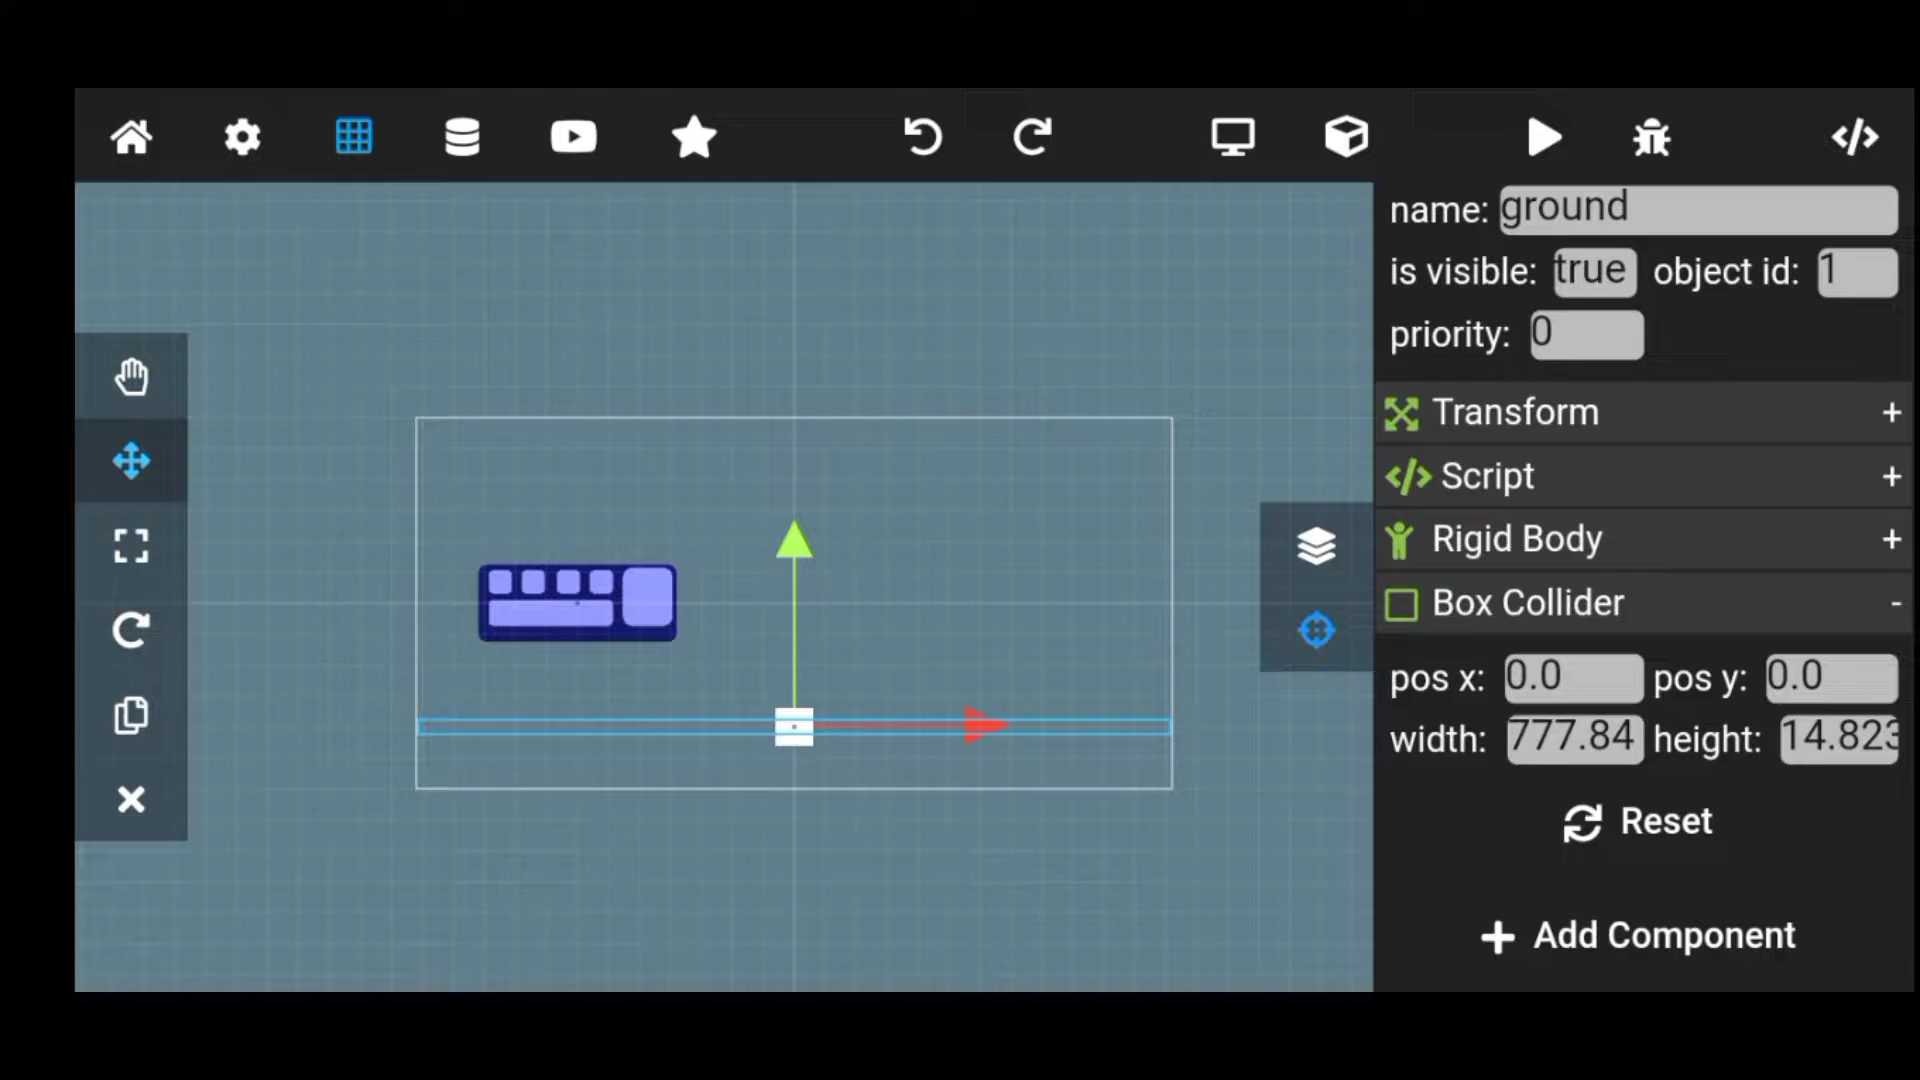 name: ground
is visible: true object id: 1
priority: 0
Transform +
Script +
Rigid Body +
Box Collider -
pos x: 0.0 pos y: 0.0
width: 777.84 height: 14.823
Reset
Add Component